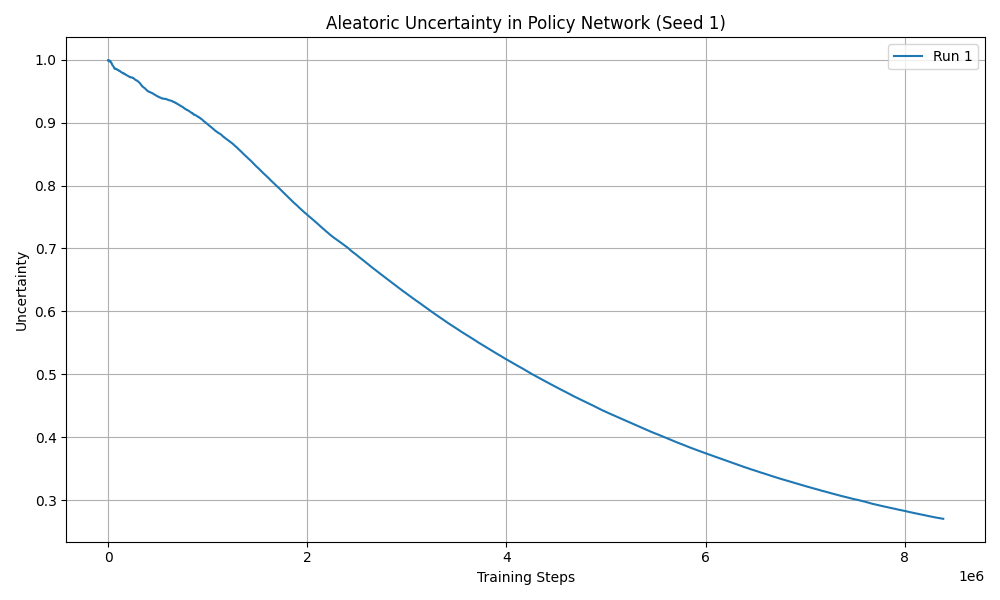 Aleatoric Uncertainty in Policy Network (Seed 1)
Run 1
Uncertainty
1.0
0.9
0.8
0.7
0.6
0.5
0.4
0.3
0 2 4 6 8
1e6
Training Steps